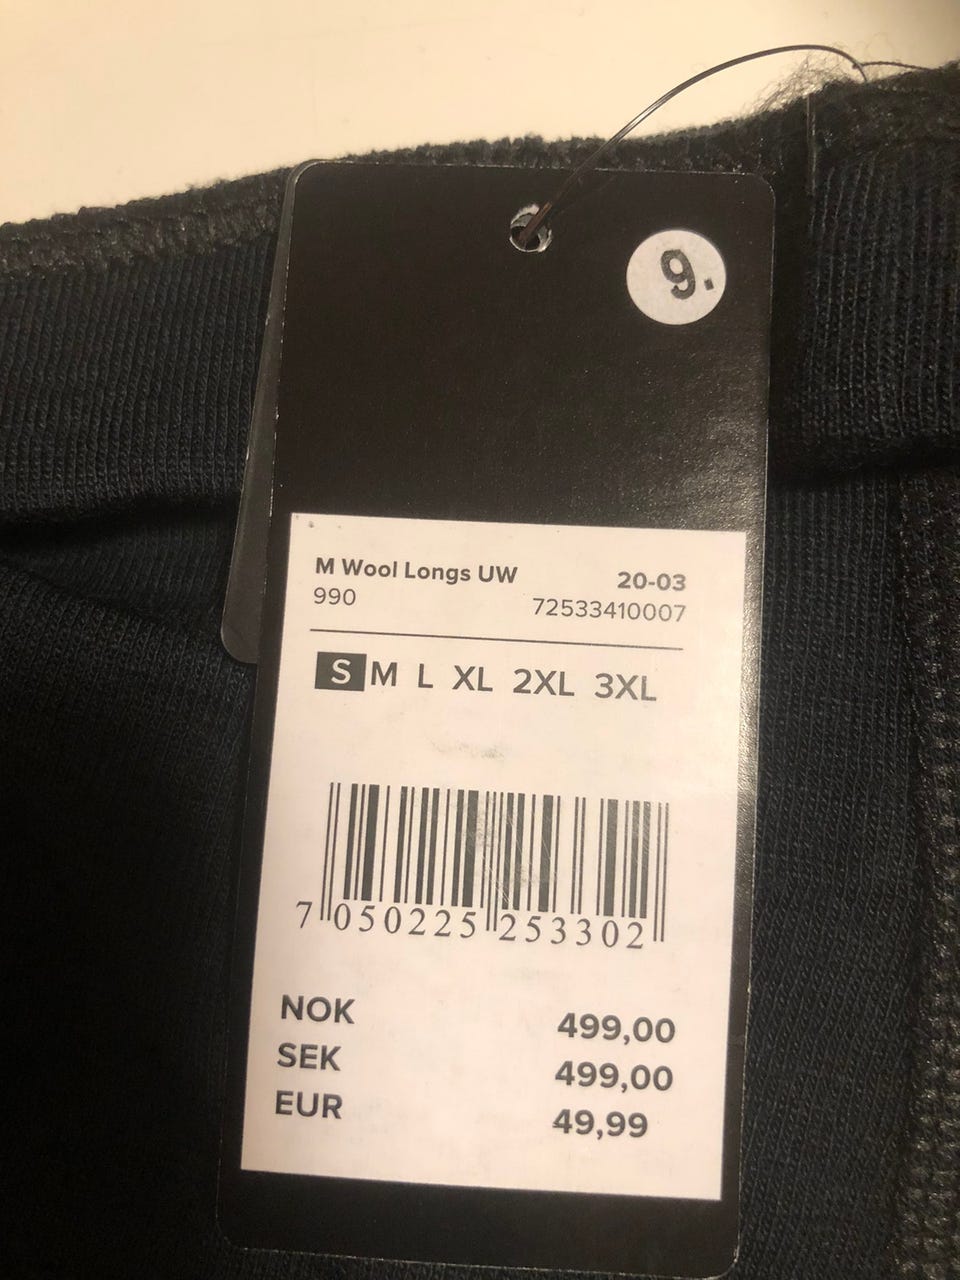 9.
M Wool Longs UW 20-03
990 72533410007
S M L XL 2XL 3XL
7 050225 253302
NOK 499,00
SEK 499,00
EUR 49,99